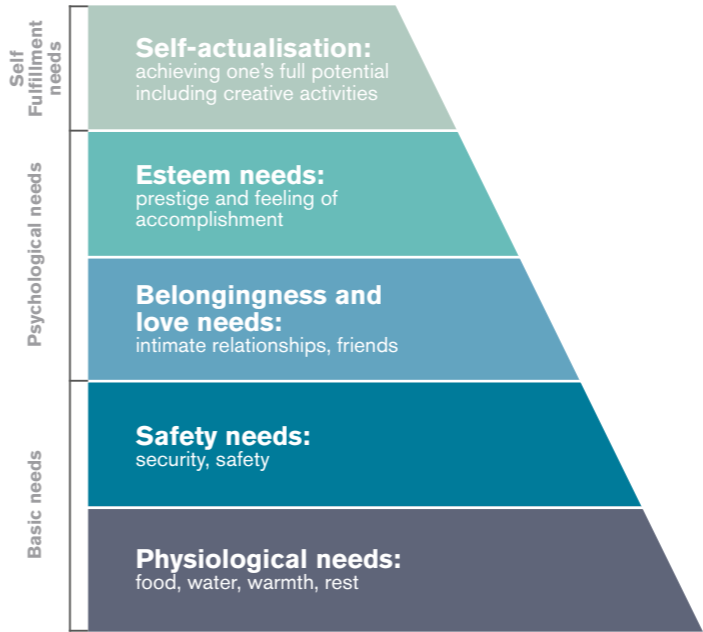 Self
Fulfillment
needs
Self-actualisation:
achieving one's full potential
including creative activities
Psychological needs
Esteem needs:
prestige and feeling of
accomplishment
Belongingness and
love needs:
intimate relationships, friends
Basic needs
Safety needs:
security, safety
Physiological needs:
food, water, warmth, rest